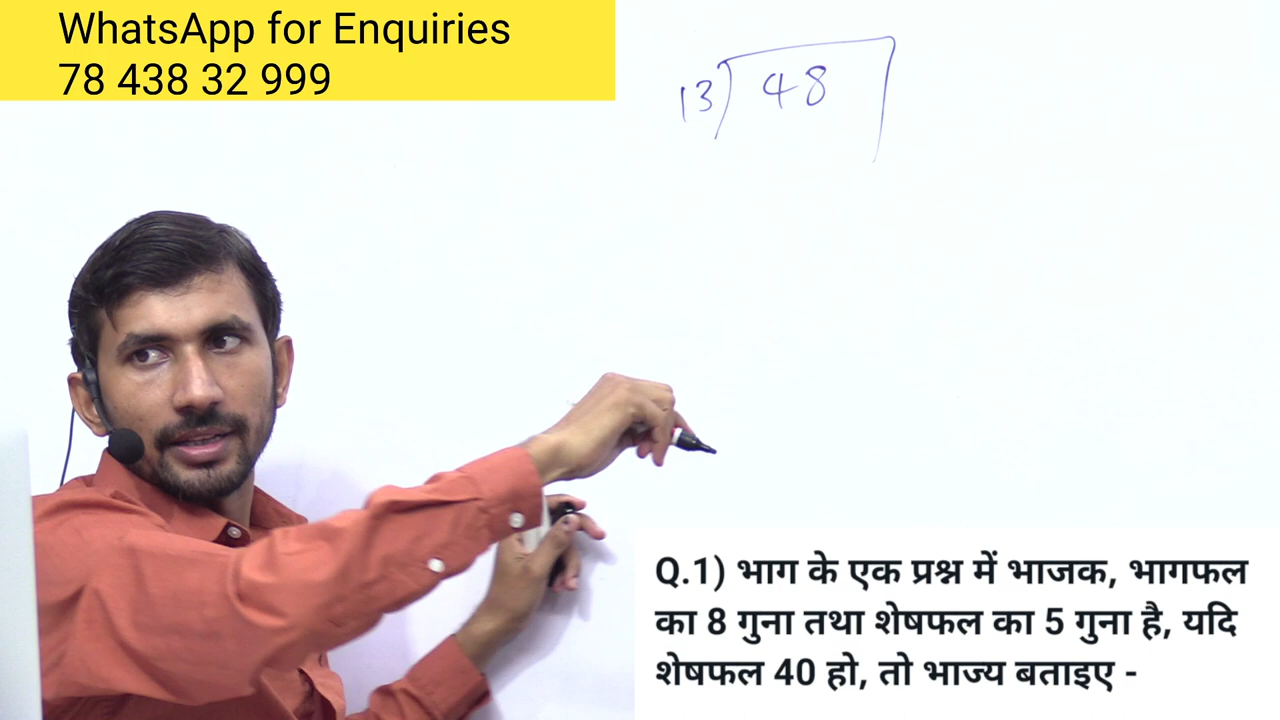 WhatsApp for Enquiries
78 438 32 999
13) 48
Q.1) भाग के एक प्रश्न में भाजक, भागफल
का 8 गुना तथा शेषफल का 5 गुना है, यदि
शेषफल 40 हो, तो भाज्य बताइए -